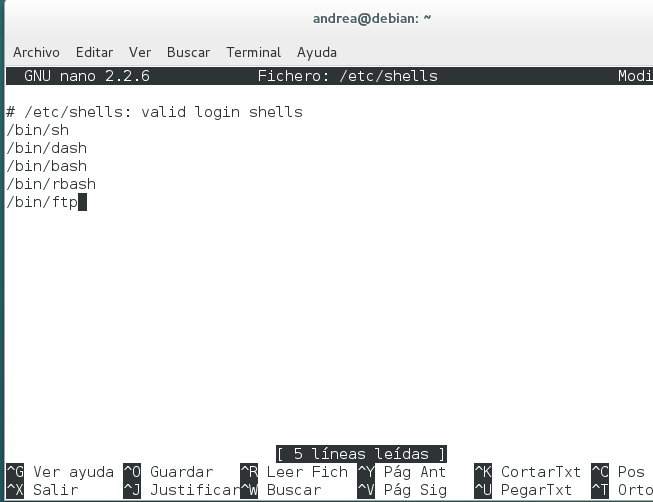 andrea@debian: ~
Archivo Editar Ver Buscar Terminal Ayuda
GNU nano 2.2.6 Fichero: /etc/shells Modi
# /etc/shells: valid login shells
/bin/sh
/bin/dash
/bin/bash
/bin/rbash
/bin/ftp
[ 5 líneas leídas ]
^G Ver ayuda ^O Guardar ^R Leer Fich ^Y Pág Ant ^K CortarTxt ^C Pos
^X Salir ^J Justificar ^W Buscar ^V Pág Sig ^U PegarTxt ^T Orto